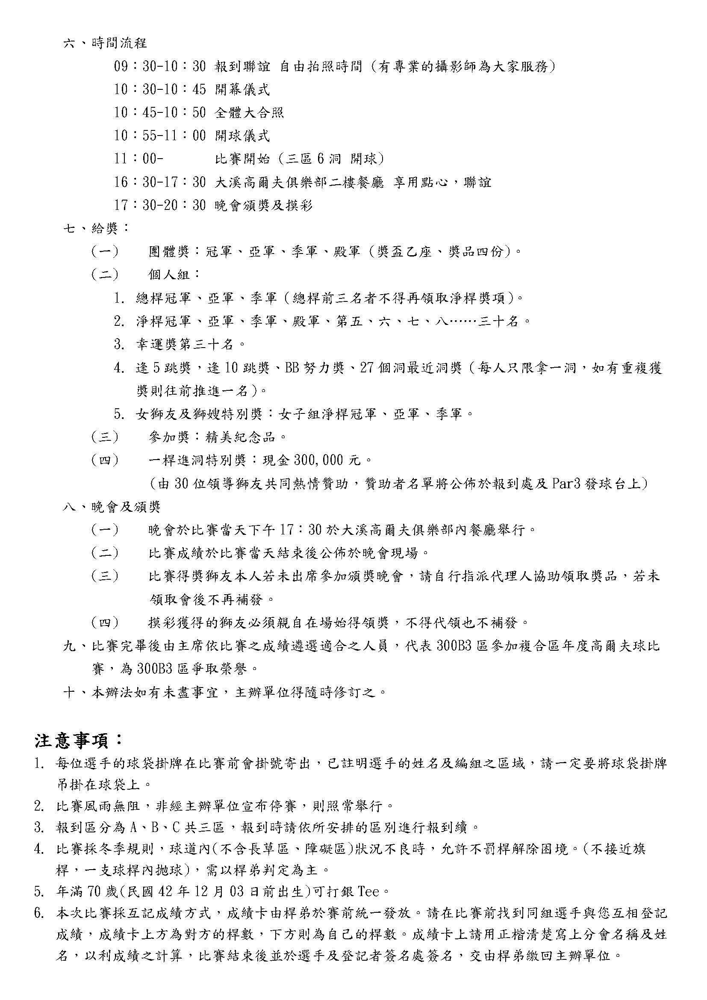 六、時間流程
09：30-10：30 報到聯誼 自由拍照時間（有專業的攝影師為大家服務）
10：30-10：45 開幕儀式
10：45-10：50 全體大合照
10：55-11：00 開球儀式
11：00- 比賽開始（三區 6 洞 開球）
16：30-17：30 大溪高爾夫俱樂部二樓餐廳 享用點心，聯誼
17：30-20：30 晚會頒獎及摸彩
七、給獎：
（一） 團體獎：冠軍、亞軍、季軍、殿軍（獎盃乙座、獎品四份）。
（二） 個人組：
1. 總桿冠軍、亞軍、季軍（總桿前三名者不得再領取淨桿獎項）。
2. 淨桿冠軍、亞軍、季軍、殿軍、第五、六、七、八……三十名。
3. 幸運獎第三十名。
4. 逢 5 跳獎，逢 10 跳獎、BB 努力獎、27 個洞最近洞獎（每人只限拿一洞，如有重複獲
獎則往前推進一名）。
5. 女獅友及獅嫂特別獎：女子組淨桿冠軍、亞軍、季軍。
（三） 參加獎：精美紀念品。
（四） 一桿進洞特別獎：現金 300,000 元。
（由 30 位領導獅友共同熱情贊助，贊助者名單將公佈於報到處及 Par3 發球台上）
八、晚會及頒獎
（一） 晚會於比賽當天下午 17：30 於大溪高爾夫俱樂部內餐廳舉行。
（二） 比賽成績於比賽當天結束後公佈於晚會現場。
（三） 比賽得獎獅友本人若未出席參加頒獎晚會，請自行指派代理人協助領取獎品，若未
領取會後不再補發。
（四） 摸彩獲得的獅友必須親自在場始得領獎，不得代領也不補發。
九、比賽完畢後由主席依比賽之成績遴選適合之人員，代表 300B3 區參加複合區年度高爾夫球比
賽，為 300B3 區爭取榮譽。
十、本辦法如有未盡事宜，主辦單位得隨時修訂之。
注意事項：
1. 每位選手的球袋掛牌在比賽前會掛號寄出，已註明選手的姓名及編組之區域，請一定要將球袋掛牌
吊掛在球袋上。
2. 比賽風雨無阻，非經主辦單位宣布停賽，則照常舉行。
3. 報到區分為 A、B、C 共三區，報到時請依所安排的區別進行報到續。
4. 比賽採冬季規則，球道內(不含長草區、障礙區)狀況不良時，允許不罰桿解除困境。(不接近旗
桿，一支球桿內拋球)，需以桿弟判定為主。
5. 年滿 70 歲(民國 42 年 12 月 03 日前出生)可打銀 Tee。
6. 本次比賽採互記成績方式，成績卡由桿弟於賽前統一發放。請在比賽前找到同組選手與您互相登記
成績，成績卡上方為對方的桿數，下方則為自己的桿數。成績卡上請用正楷清楚寫上分會名稱及姓
名，以利成績之計算，比賽結束後並於選手及登記者簽名處簽名，交由桿弟繳回主辦單位。